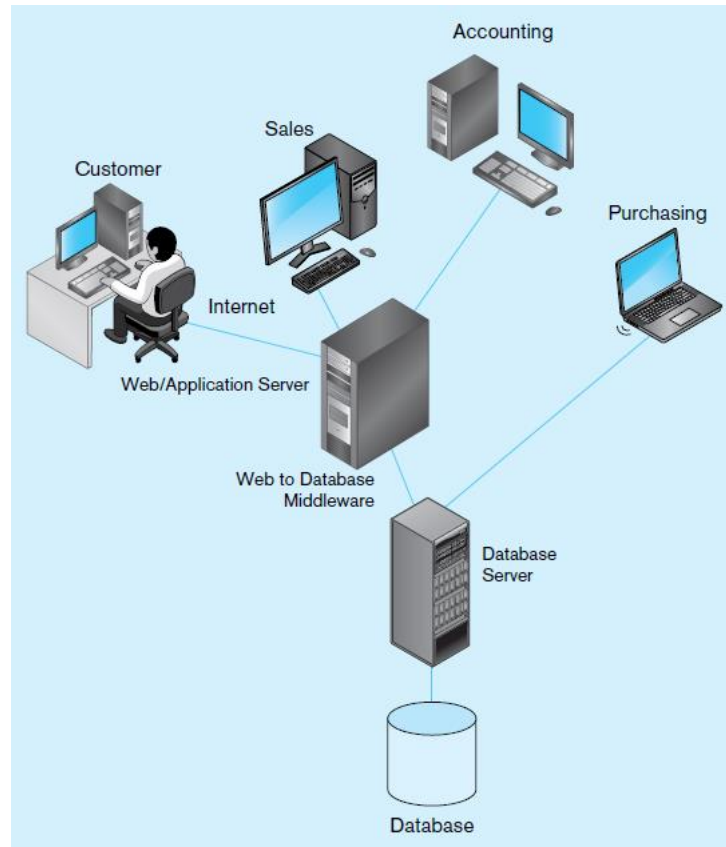 Accounting
Sales
Customer
Purchasing
Internet
Web/Application Server
Web to Database
Middleware
Database
Server
Database